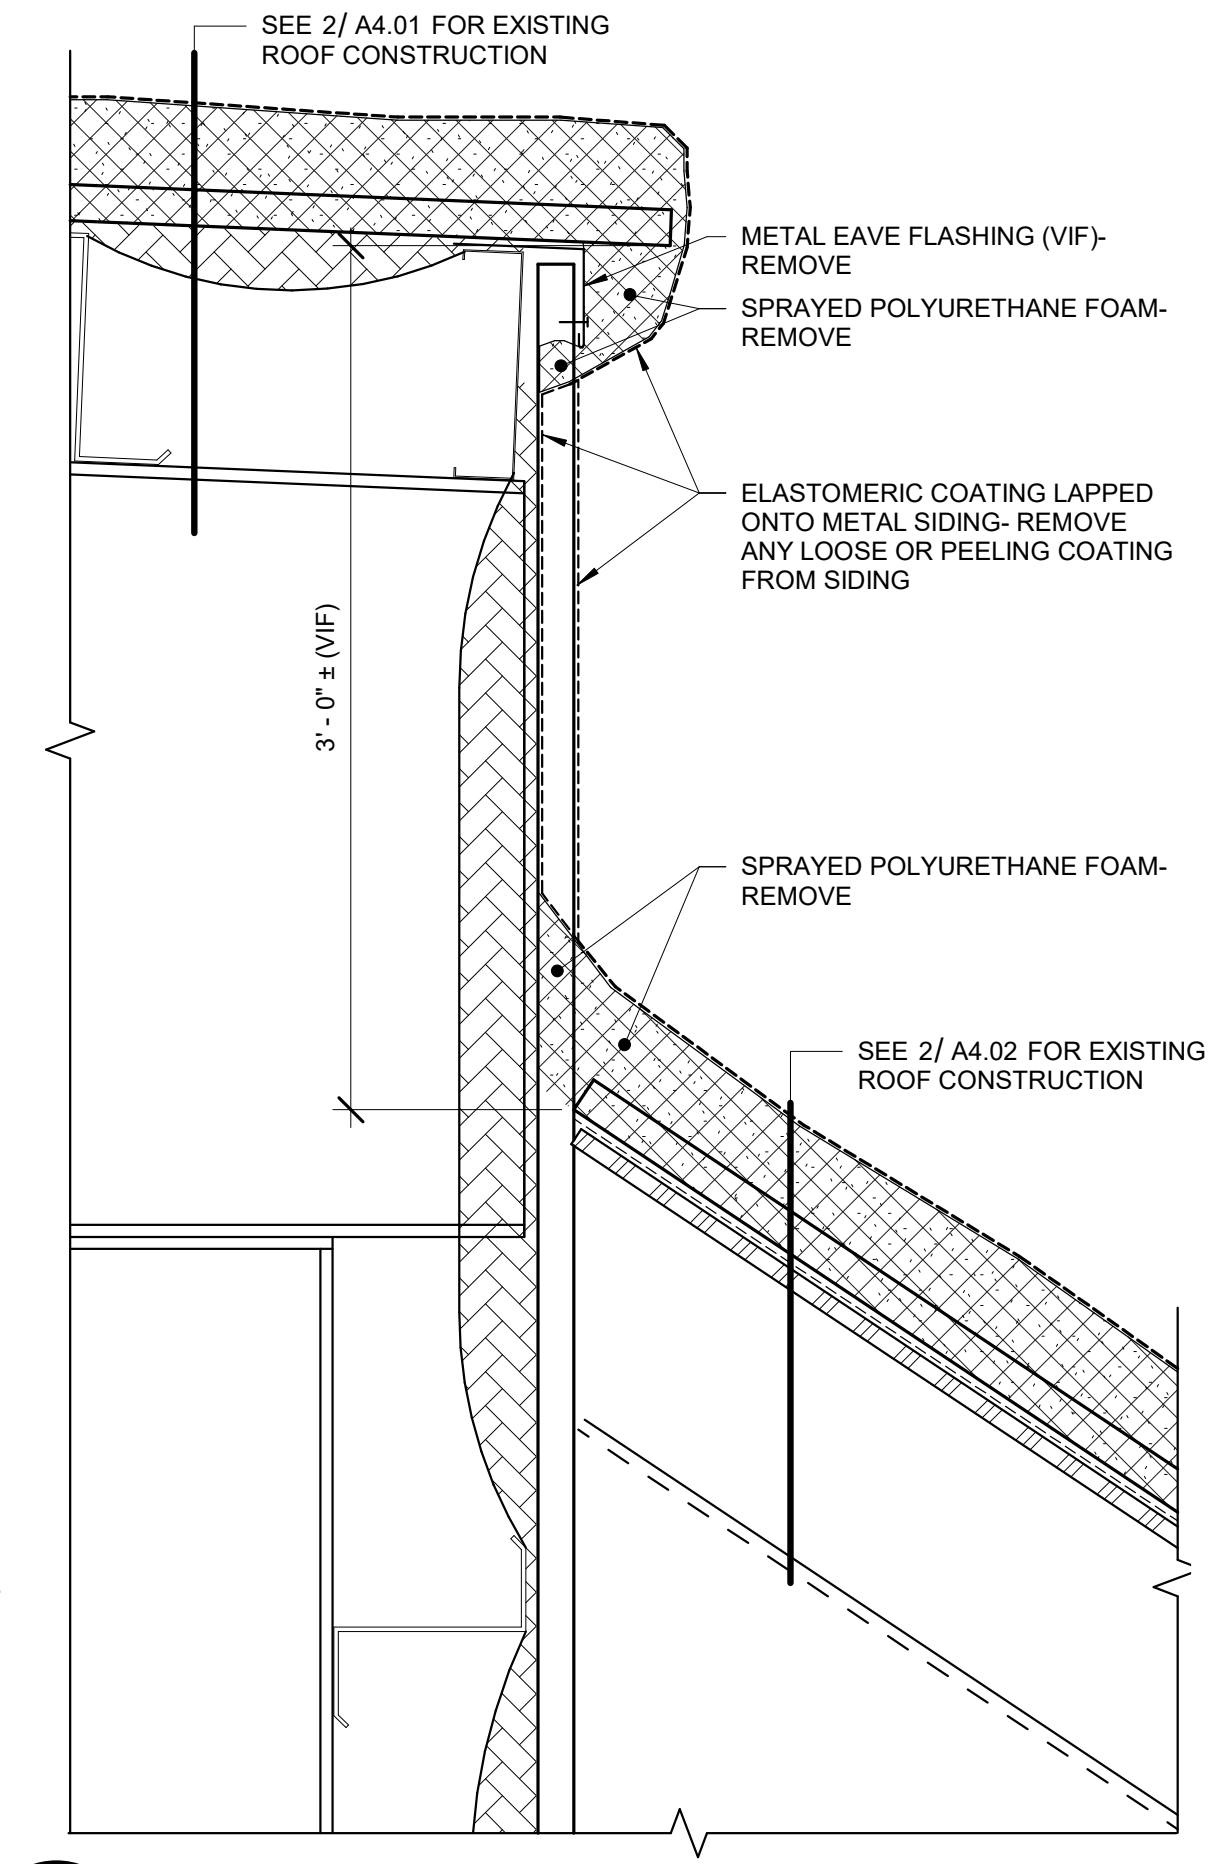 SEE 2/ A4.01 FOR EXISTING
ROOF CONSTRUCTION
METAL EAVE FLASHING (VIF)-
REMOVE
SPRAYED POLYURETHANE FOAM-
REMOVE
ELASTOMERIC COATING LAPPED
ONTO METAL SIDING- REMOVE
ANY LOOSE OR PEELING COATING
FROM SIDING
3' - 0" ± (VIF)
SPRAYED POLYURETHANE FOAM-
REMOVE
SEE 2/ A4.02 FOR EXISTING
ROOF CONSTRUCTION